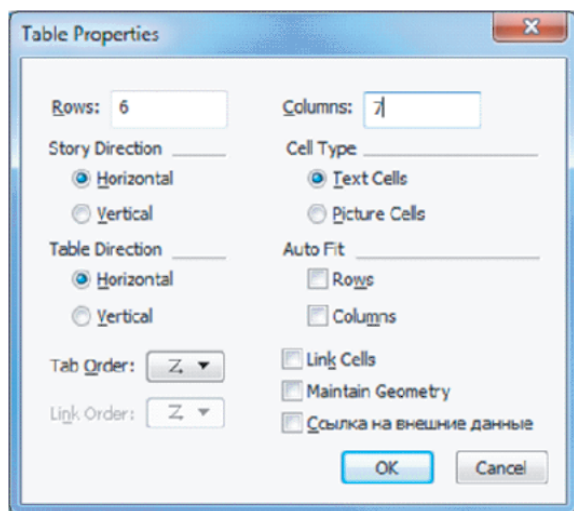 Table Properties
Rows: 6 Columns: 7
Story Direction Cell Type
Horizontal Text Cells
Vertical Picture Cells
Table Direction Auto Fit
Horizontal Rows
Vertical Columns
Tab Order: Z Link Cells
Maintain Geometry
Link Order: Z Ссылка на внешние данные
OK Cancel